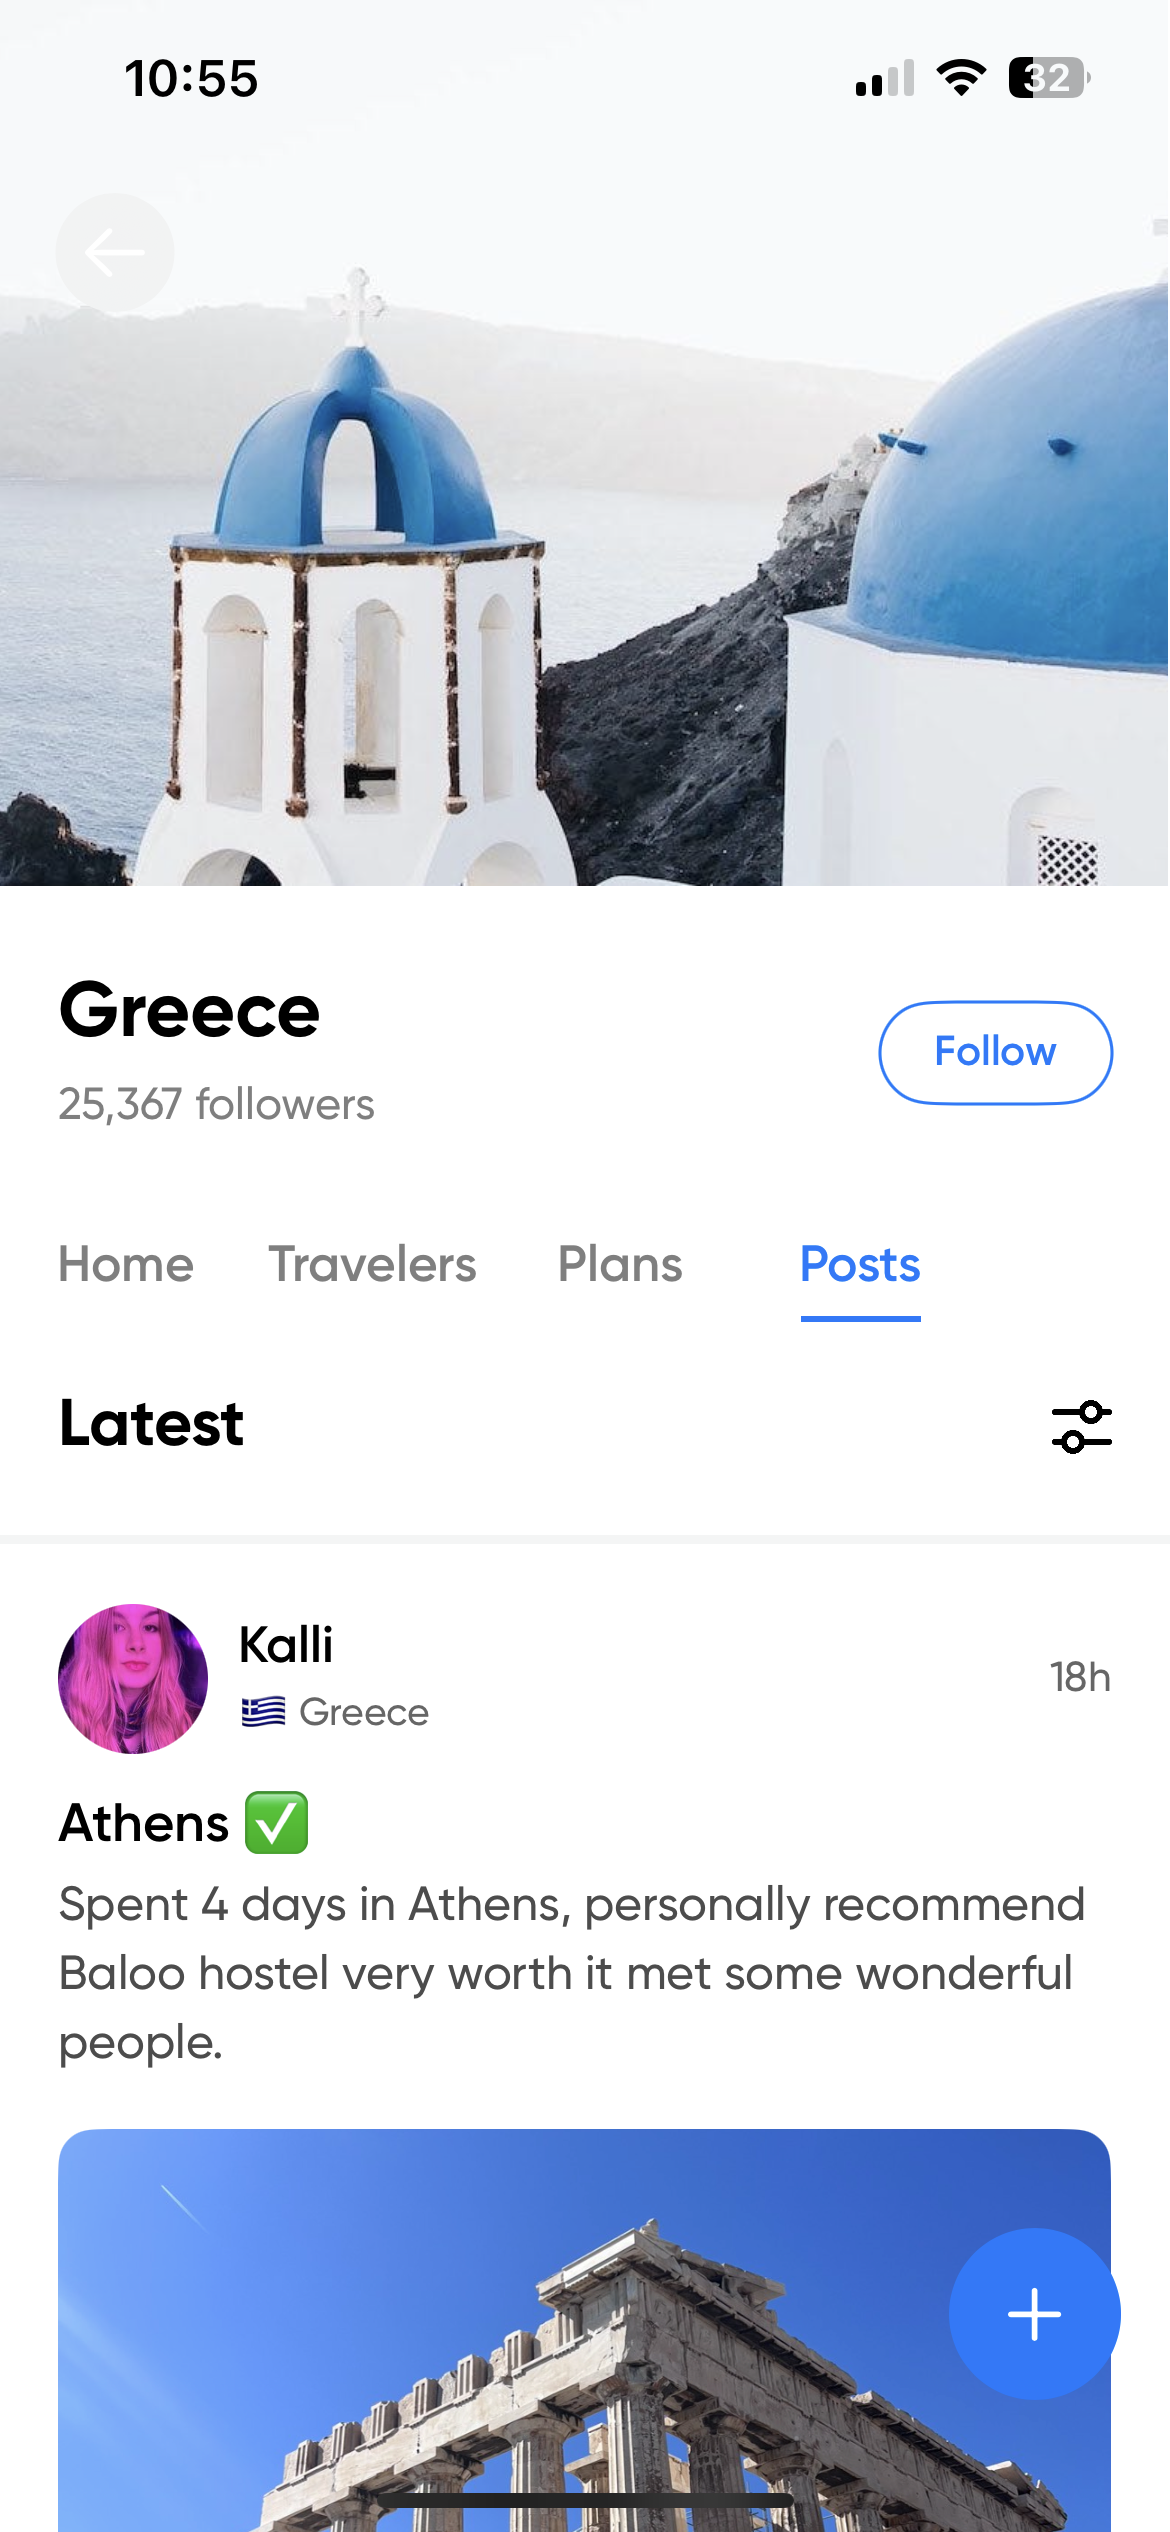 10:55
32
Greece
Follow
25,367 followers
Home Travelers Plans Posts
Latest
Kalli
18h
🇬🇷 Greece
Athens ✅
Spent 4 days in Athens, personally recommend
Baloo hostel very worth it met some wonderful
people.